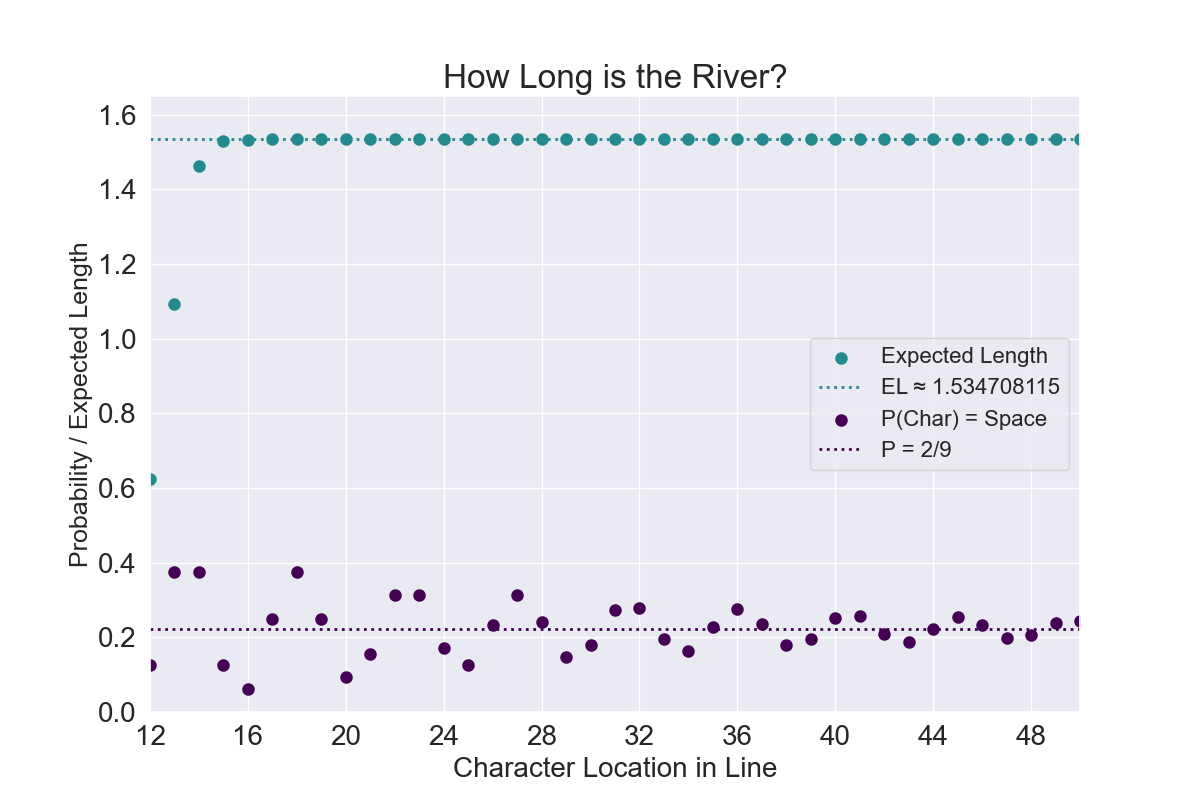 How Long is the River?
Probability / Expected Length
1.6
1.4
1.2
1.0
0.8
0.6
0.4
0.2
0.0
Expected Length
EL ≈ 1.534708115
P(Char) = Space
P = 2/9
12 16 20 24 28 32 36 40 44 48
Character Location in Line